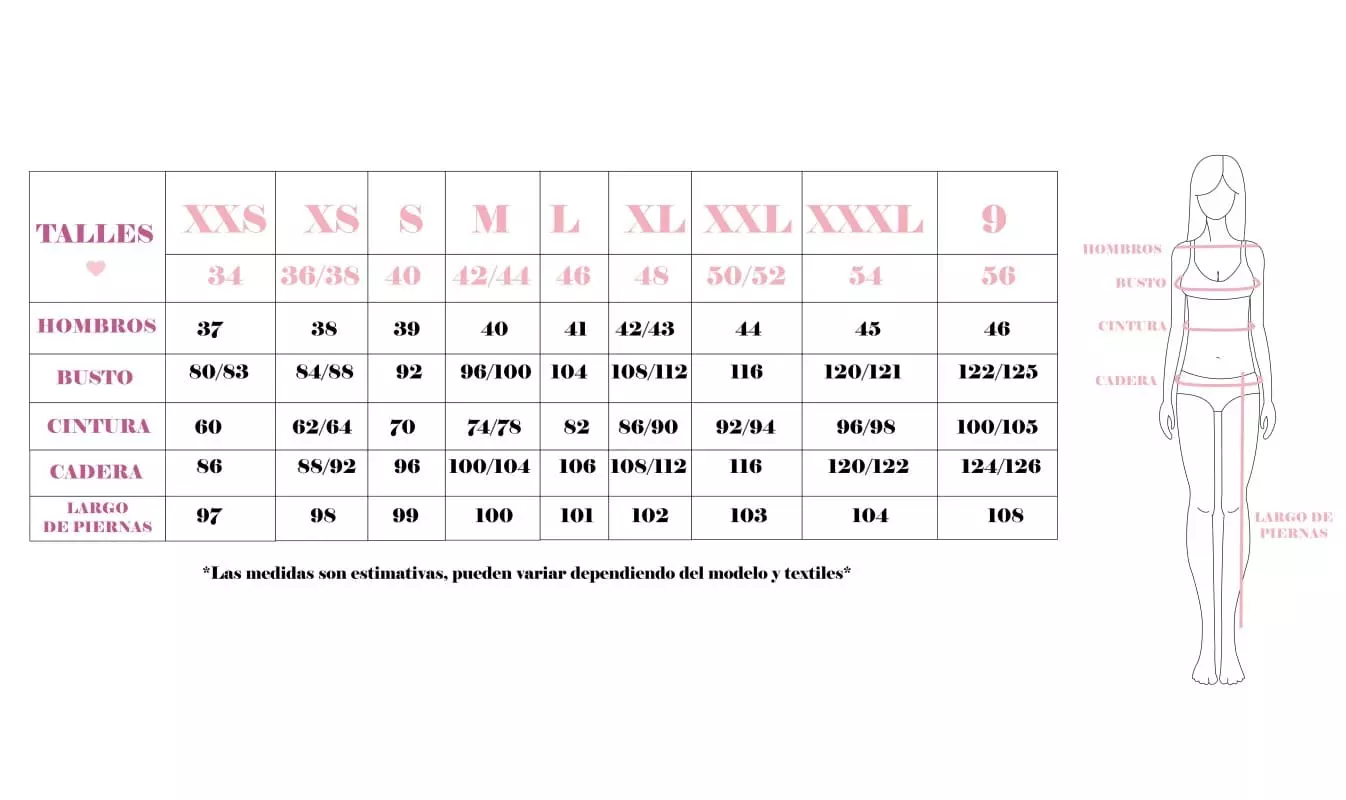 TALLES XXS XS S M L XL XXL XXXL 9
34 36/38 40 42/44 46 48 50/52 54 56
HOMBROS 37 38 39 40 41 42/43 44 45 46
BUSTO 80/83 84/88 92 96/100 104 108/112 116 120/121 122/125
CINTURA 60 62/64 70 74/78 82 86/90 92/94 96/98 100/105
CADERA 86 88/92 96 100/104 106 108/112 116 120/122 124/126
LARGO
DE PIERNAS 97 98 99 100 101 102 103 104 108
*Las medidas son estimativas, pueden variar dependiendo del modelo y textiles*
HOMBROS
BUSTO
CINTURA
CADERA
LARGO DE
PIERNAS